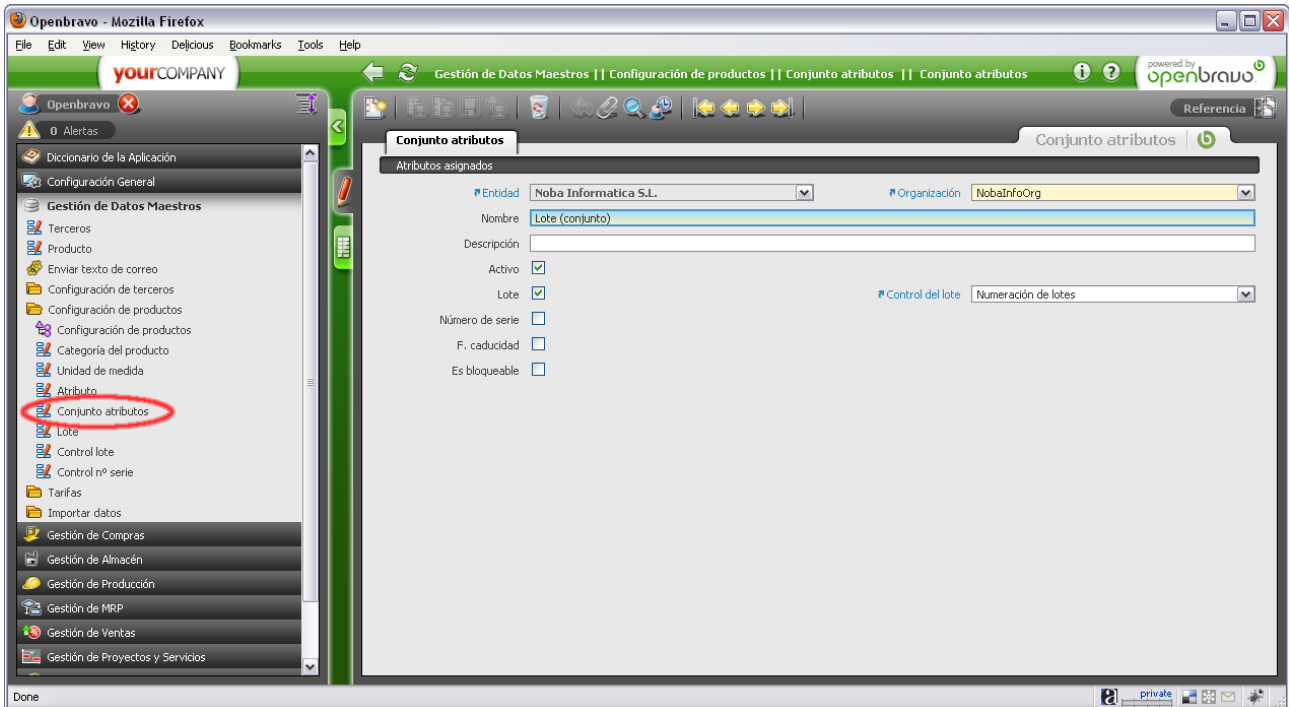 Openbravo - Mozilla Firefox
File Edit View History Delicious Bookmarks Tools Help
yourCOMPANY
Gestión de Datos Maestros || Configuración de productos || Conjunto atributos || Conjunto atributos
powered by
openbravo
Openbravo
0 Alertas
Referencia
Conjunto atributos
Conjunto atributos
Diccionario de la Aplicación
Configuración General
Gestión de Datos Maestros
Terceros
Producto
Enviar texto de correo
Configuración de terceros
Configuración de productos
Configuración de productos
Categoría del producto
Unidad de medida
Atributo
Conjunto atributos
Lote
Control lote
Control nº serie
Tarifas
Importar datos
Gestión de Compras
Gestión de Almacén
Gestión de Producción
Gestión de MRP
Gestión de Ventas
Gestión de Proyectos y Servicios
Atributos asignados
Entidad Noba Informatica S.L. Organización NobaInfoOrg
Nombre Lote (conjunto)
Descripción
Activo
Lote Control del lote Numeración de lotes
Número de serie
F. caducidad
Es bloqueable
Done
private